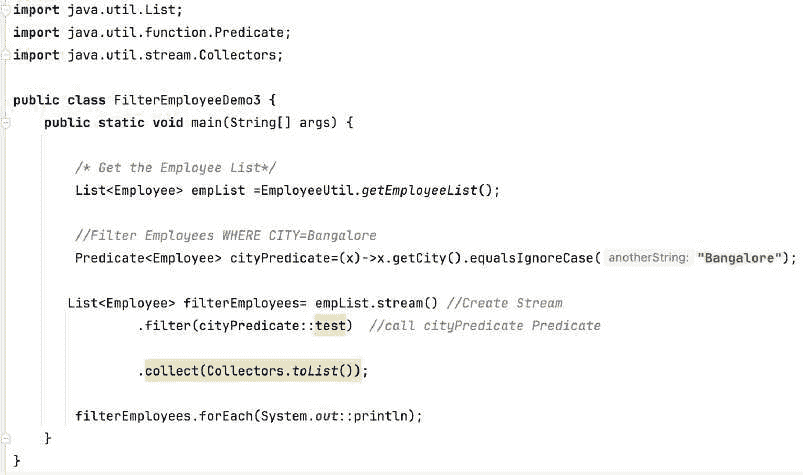 import java.util.List;
import java.util.function.Predicate;
import java.util.stream.Collectors;
public class FilterEmployeeDemo3 {
public static void main(String[] args) {
/* Get the Employee List*/
List<Employee> empList =EmployeeUtil.getEmployeeList();
//Filter Employees WHERE CITY=Bangalore
Predicate<Employee> cityPredicate=(x)->x.getCity().equalsIgnoreCase( anotherString: "Bangalore");
List<Employee> filterEmployees= empList.stream() //Create Stream
.filter(cityPredicate::test) //call cityPredicate Predicate
.collect(Collectors.toList());
filterEmployees.forEach(System.out::println);
}
}